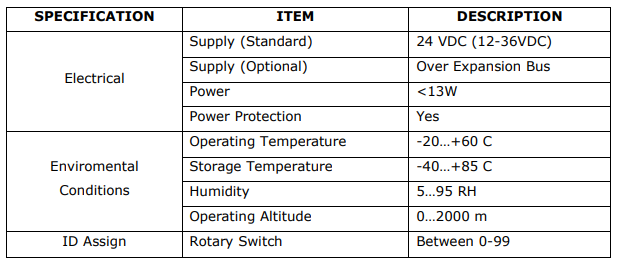 SPECIFICATION ITEM DESCRIPTION
Electrical
Supply (Standard) 24 VDC (12-36VDC)
Supply (Optional) Over Expansion Bus
Power <13W
Power Protection Yes
Enviromental
Conditions
Operating Temperature -20…+60 C
Storage Temperature -40…+85 C
Humidity 5…95 RH
Operating Altitude 0…2000 m
ID Assign Rotary Switch Between 0-99